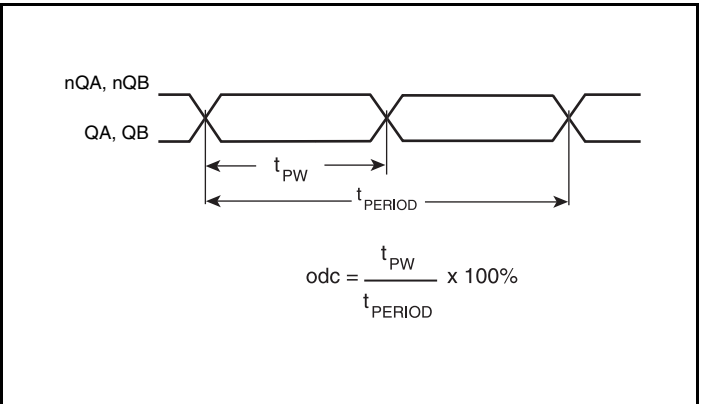 nQA, nQB
QA, QB
tPW
tPERIOD
odc = tPW / tPERIOD x 100%